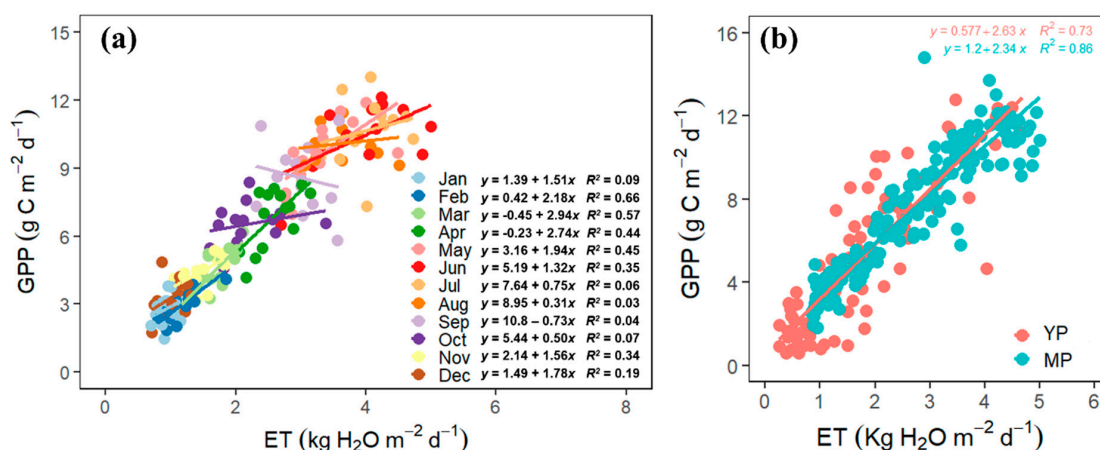 (a)
15
12
9
6
3
0
GPP (g C m⁻² d⁻¹)
Jan y = 1.39 + 1.51x R² = 0.09
Feb y = 0.42 + 2.18x R² = 0.66
Mar y = -0.45 + 2.94x R² = 0.57
Apr y = -0.23 + 2.74x R² = 0.44
May y = 3.16 + 1.94x R² = 0.45
Jun y = 5.19 + 1.32x R² = 0.35
Jul y = 7.64 + 0.75x R² = 0.06
Aug y = 8.95 + 0.31x R² = 0.03
Sep y = 10.8 – 0.73x R² = 0.04
Oct y = 5.44 + 0.50x R² = 0.07
Nov y = 2.14 + 1.56x R² = 0.34
Dec y = 1.49 + 1.78x R² = 0.19
0 2 4 6 8
ET (kg H₂O m⁻² d⁻¹)
(b)
y = 0.577+2.63 x R² = 0.73
y = 1.2+2.34 x R² = 0.86
16
12
8
4
0
GPP (g C m⁻² d⁻¹)
YP
MP
0 1 2 3 4 5 6
ET (Kg H₂O m⁻² d⁻¹)